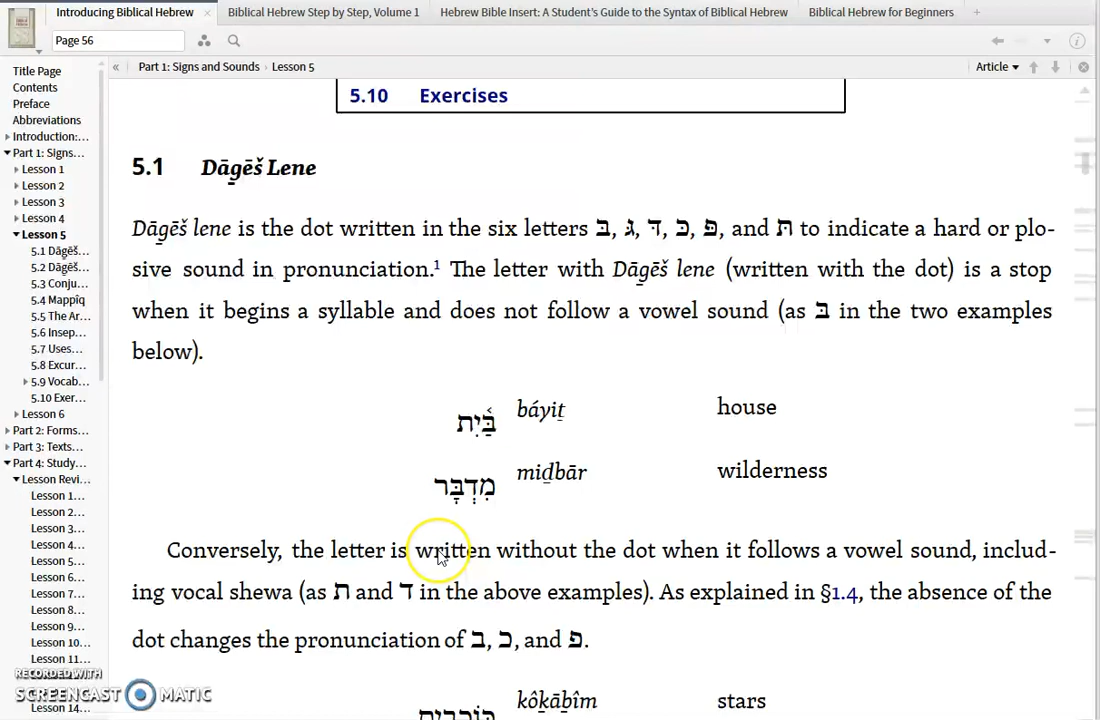 Introducing Biblical Hebrew
Biblical Hebrew Step by Step, Volume 1
Hebrew Bible Insert: A Student's Guide to the Syntax of Biblical Hebrew
Biblical Hebrew for Beginners
Page 56
Title Page
Contents
Preface
Abbreviations
Introduction:...
Part 1: Signs...
Lesson 1
Lesson 2
Lesson 3
Lesson 4
Lesson 5
5.1 Dāgēš...
5.2 Dāgēš...
5.3 Conju...
5.4 Mappîq
5.5 The Ar...
5.6 Insep...
5.7 Uses...
5.8 Excur...
5.9 Vocab...
5.10 Exer...
Lesson 6
Part 2: Forms...
Part 3: Texts...
Part 4: Study...
Lesson Revi...
Lesson 1...
Lesson 2...
Lesson 3...
Lesson 4...
Lesson 5...
Lesson 6...
Lesson 7...
Lesson 8...
Lesson 9...
Lesson 10...
Lesson 11...
Lesson 14...
RECORDED WITH
SCREENCAST MATIC
« Part 1: Signs and Sounds › Lesson 5
Article
5.10 Exercises
5.1 Dāḡēš Lene
Dāḡēš lene is the dot written in the six letters בּ, גּ, דּ, כּ, פּ, and תּ to indicate a hard or plo-
sive sound in pronunciation.¹ The letter with Dāḡēš lene (written with the dot) is a stop
when it begins a syllable and does not follow a vowel sound (as בּ in the two examples
below).
בַּ֫יִת báyiṯ house
מִדְבָּר miḏbār wilderness
Conversely, the letter is written without the dot when it follows a vowel sound, includ-
ing vocal shewa (as ת and ד in the above examples). As explained in §1.4, the absence of the
dot changes the pronunciation of ב, כ, and פ.
kôḵāḇîm stars